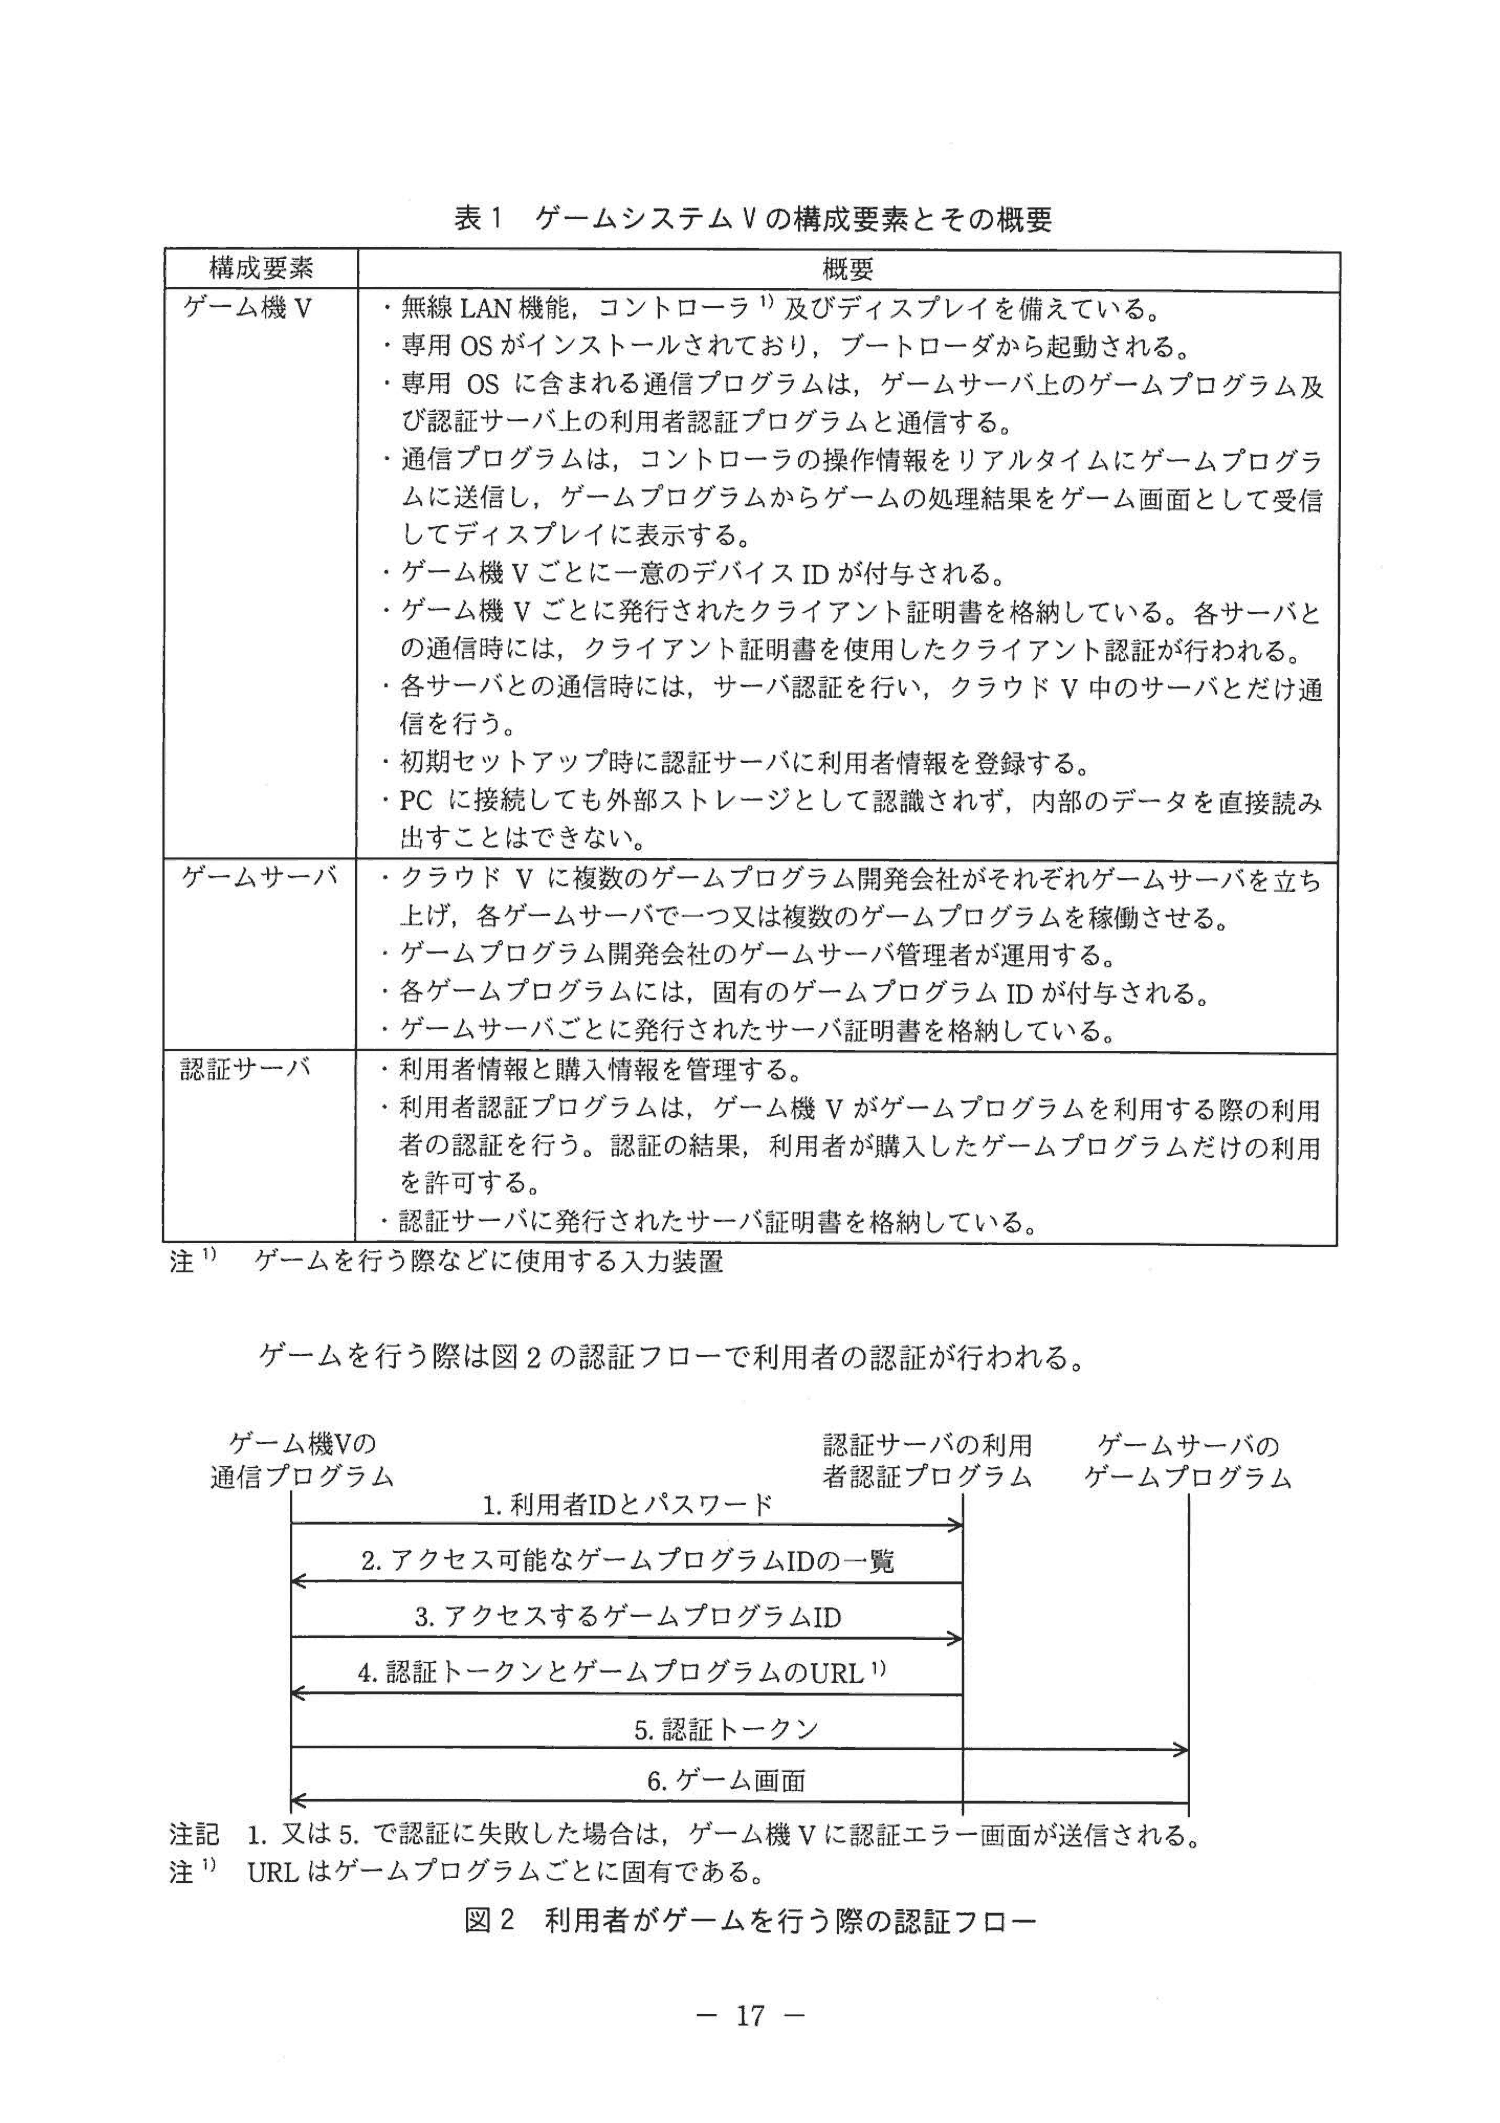 表1　ゲームシステムVの構成要素とその概要
構成要素　概要
ゲーム機V　・無線LAN機能，コントローラ1)及びディスプレイを備えている。
・専用OSがインストールされており，ブートローダから起動される。
・専用 OS に含まれる通信プログラムは，ゲームサーバ上のゲームプログラム及
び認証サーバ上の利用者認証プログラムと通信する。
・通信プログラムは，コントローラの操作情報をリアルタイムにゲームプログラ
ムに送信し，ゲームプログラムからゲームの処理結果をゲーム画面として受信
してディスプレイに表示する。
・ゲーム機Vごとに一意のデバイスIDが付与される。
・ゲーム機Vごとに発行されたクライアント証明書を格納している。各サーバと
の通信時には，クライアント証明書を使用したクライアント認証が行われる。
・各サーバとの通信時には，サーバ認証を行い，クラウドV中のサーバとだけ通
信を行う。
・初期セットアップ時に認証サーバに利用者情報を登録する。
・PC に接続しても外部ストレージとして認識されず，内部のデータを直接読み
出すことはできない。
ゲームサーバ　・クラウド V に複数のゲームプログラム開発会社がそれぞれゲームサーバを立ち
上げ，各ゲームサーバで一つ又は複数のゲームプログラムを稼働させる。
・ゲームプログラム開発会社のゲームサーバ管理者が運用する。
・各ゲームプログラムには，固有のゲームプログラムIDが付与される。
・ゲームサーバごとに発行されたサーバ証明書を格納している。
認証サーバ　・利用者情報と購入情報を管理する。
・利用者認証プログラムは，ゲーム機Vがゲームプログラムを利用する際の利用
者の認証を行う。認証の結果，利用者が購入したゲームプログラムだけの利用
を許可する。
・認証サーバに発行されたサーバ証明書を格納している。
注1)　ゲームを行う際などに使用する入力装置
ゲームを行う際は図2の認証フローで利用者の認証が行われる。
ゲーム機Vの　認証サーバの利用　ゲームサーバの
通信プログラム　者認証プログラム　ゲームプログラム
1. 利用者IDとパスワード
2. アクセス可能なゲームプログラムIDの一覧
3. アクセスするゲームプログラムID
4. 認証トークンとゲームプログラムのURL1)
5. 認証トークン
6. ゲーム画面
注記　1. 又は5. で認証に失敗した場合は，ゲーム機Vに認証エラー画面が送信される。
注1)　URLはゲームプログラムごとに固有である。
図2　利用者がゲームを行う際の認証フロー
－ 17 －